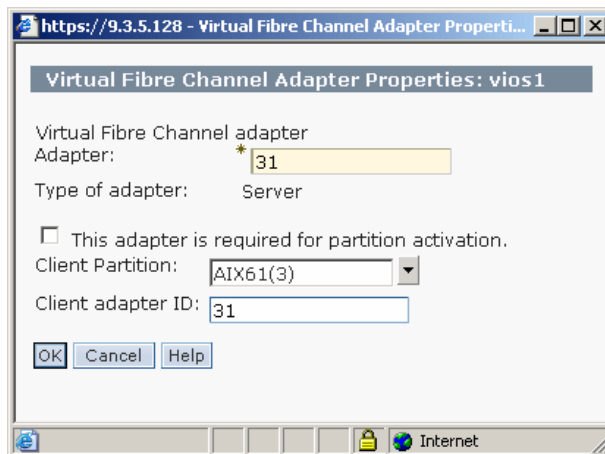 https://9.3.5.128 - Virtual Fibre Channel Adapter Properti...
Virtual Fibre Channel Adapter Properties: vios1
Virtual Fibre Channel adapter
Adapter: * 31
Type of adapter: Server
This adapter is required for partition activation.
Client Partition: AIX61(3)
Client adapter ID: 31
OK Cancel Help
Internet